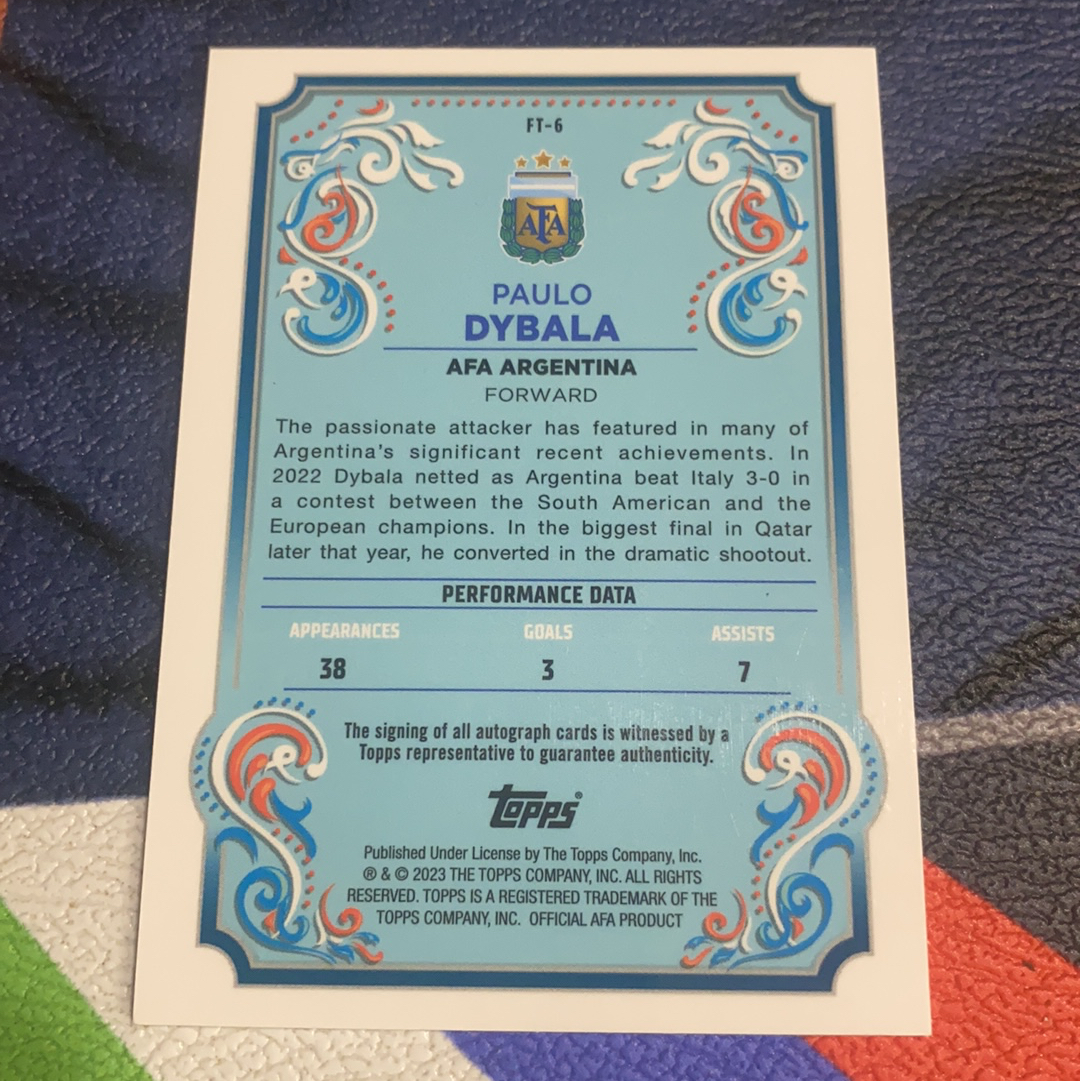 FT-6
AFA
PAULO
DYBALA
AFA ARGENTINA
FORWARD
The passionate attacker has featured in many of
Argentina's significant recent achievements. In
2022 Dybala netted as Argentina beat Italy 3-0 in
a contest between the South American and the
European champions. In the biggest final in Qatar
later that year, he converted in the dramatic shootout.
PERFORMANCE DATA
APPEARANCES GOALS ASSISTS
38 3 7
The signing of all autograph cards is witnessed by a
Topps representative to guarantee authenticity.
topps®
Published Under License by The Topps Company, Inc.
® & © 2023 THE TOPPS COMPANY, INC. ALL RIGHTS
RESERVED. TOPPS IS A REGISTERED TRADEMARK OF THE
TOPPS COMPANY, INC. OFFICIAL AFA PRODUCT